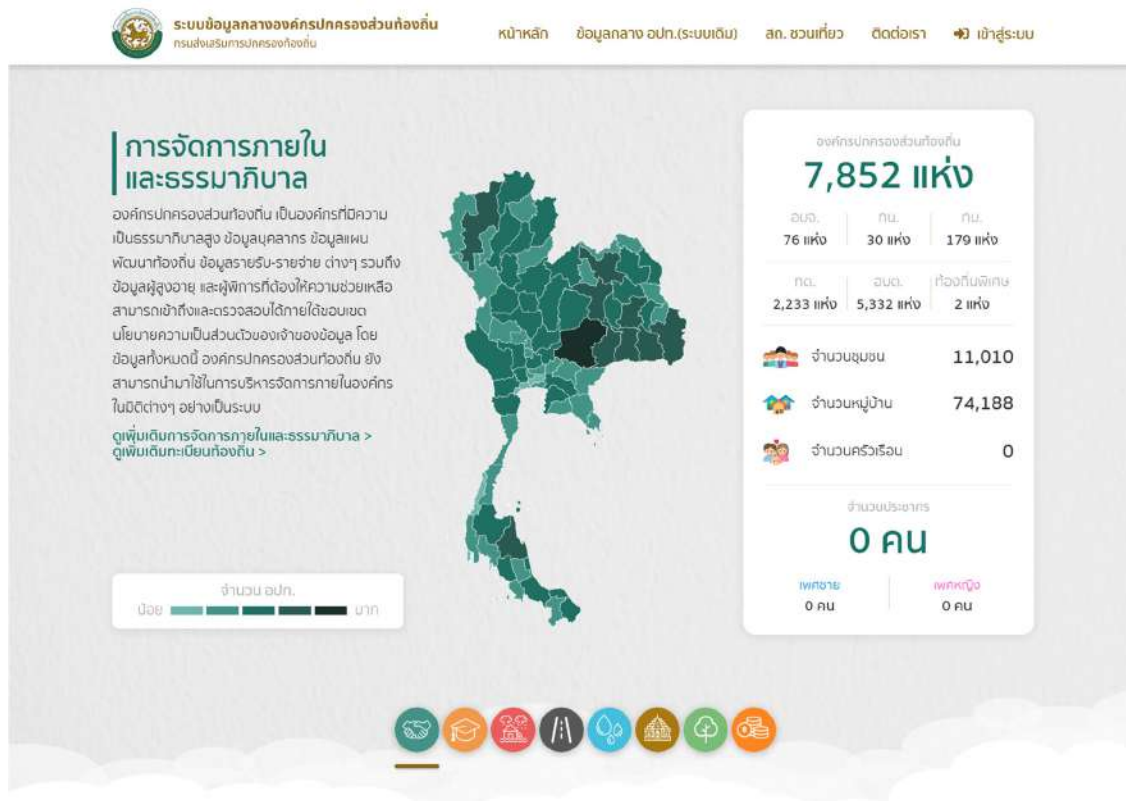 ระบบข้อมูลกลางองค์กรปกครองส่วนท้องถิ่น
กรมส่งเสริมการปกครองท้องถิ่น
หน้าหลัก ข้อมูลกลาง อปท.(ระบบเดิม) สถ. ชวนเที่ยว ติดต่อเรา เข้าสู่ระบบ
การจัดการภายใน
และธรรมาภิบาล
องค์กรปกครองส่วนท้องถิ่น เป็นองค์กรที่มีความ
เป็นธรรมาภิบาลสูง ข้อมูลบุคลากร ข้อมูลแผน
พัฒนาท้องถิ่น ข้อมูลรายรับ-รายจ่าย ต่างๆ รวมถึง
ข้อมูลผู้สูงอายุ และผู้พิการที่ต้องให้ความช่วยเหลือ
สามารถเข้าถึงและตรวจสอบได้ภายใต้ขอบเขต
นโยบายความเป็นส่วนตัวของเจ้าของข้อมูล โดย
ข้อมูลทั้งหมดนี้ องค์กรปกครองส่วนท้องถิ่น ยัง
สามารถนำมาใช้ในการบริหารจัดการภายในองค์กร
ในมิติต่างๆ อย่างเป็นระบบ
ดูเพิ่มเติมการจัดการภายในและธรรมาภิบาล >
ดูเพิ่มเติมทะเบียนท้องถิ่น >
จำนวน อปท.
น้อย มาก
องค์กรปกครองส่วนท้องถิ่น
7,852 แห่ง
อบจ. ทน. ทม.
76 แห่ง 30 แห่ง 179 แห่ง
ทต. อบต. ท้องถิ่นพิเศษ
2,233 แห่ง 5,332 แห่ง 2 แห่ง
จำนวนชุมชน 11,010
จำนวนหมู่บ้าน 74,188
จำนวนครัวเรือน 0
จำนวนประชากร
0 คน
เพศชาย เพศหญิง
0 คน 0 คน